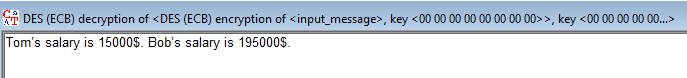 DES (ECB) decryption of <DES (ECB) encryption of <input_message>, key <00 00 00 00 00 00 00 00>>, key <00 00 00 00 00...>
Tom's salary is 15000$. Bob's salary is 195000$.